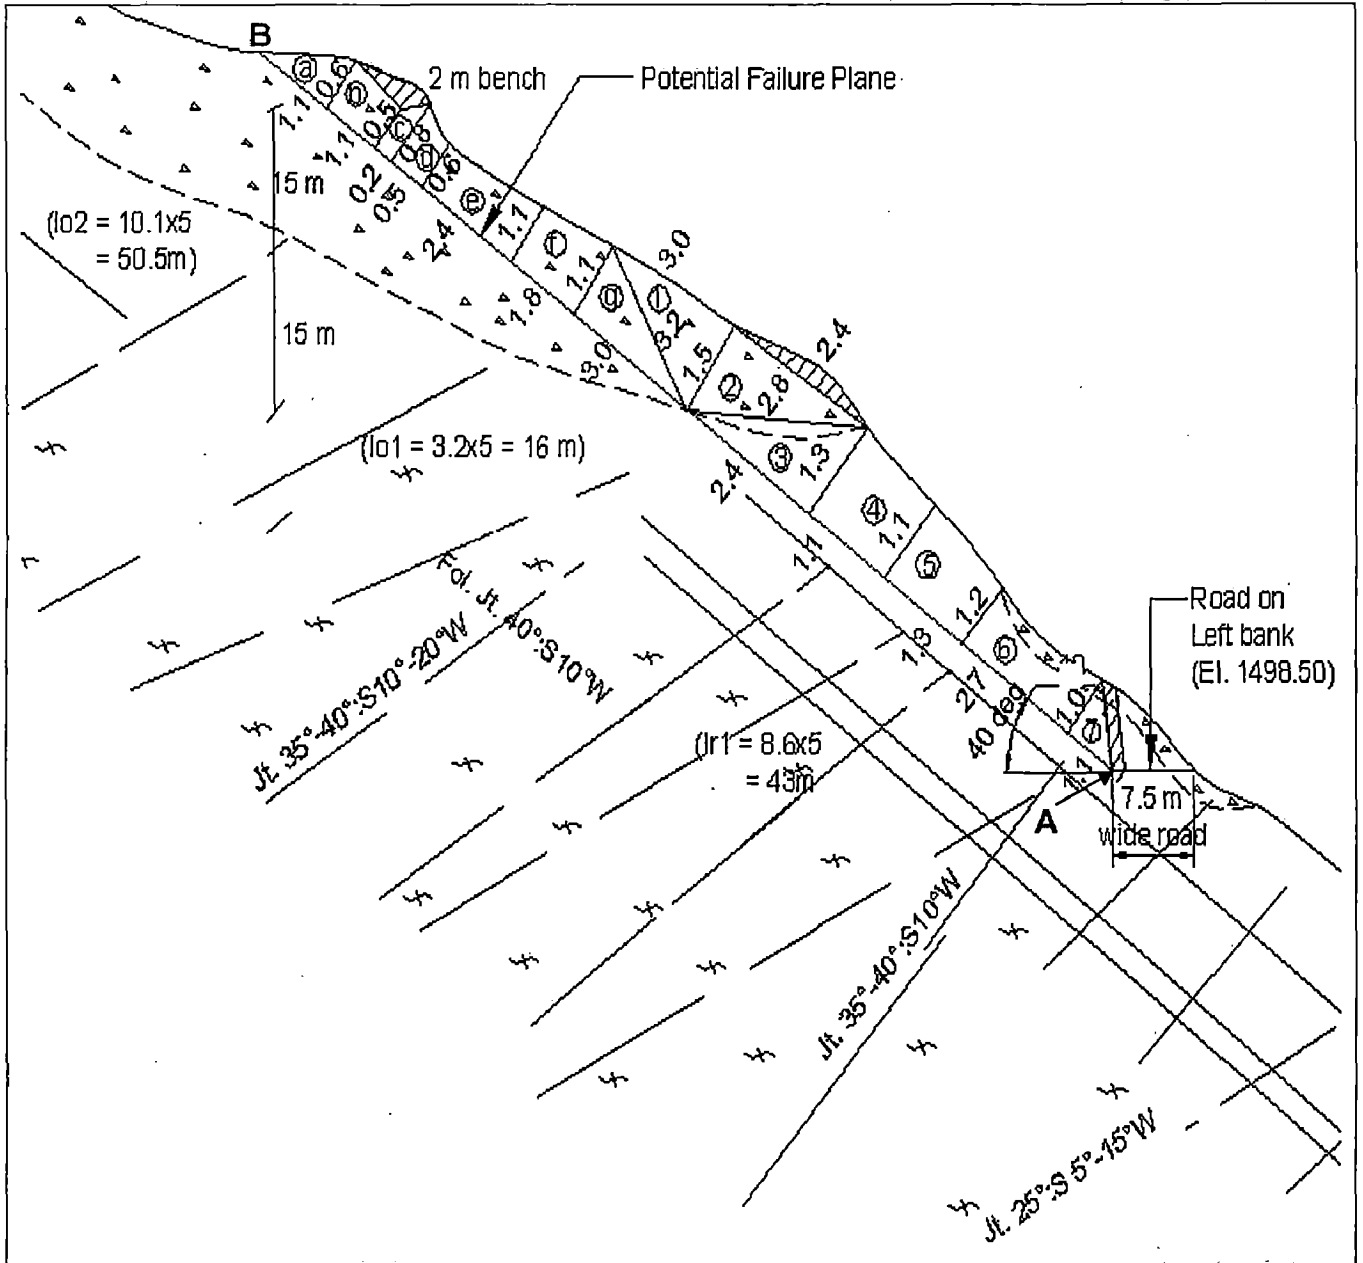 B
2 m bench
Potential Failure Plane
a
0.6
b
1.1
0.5
c
0.8
d
1.1
0.6
e
0.2
0.5
15 m
1.1
2.4
f
1.1
(lo2 = 10.1x5
= 50.5m)
3.0
g
1
3.2
1.8
15 m
3.0
1.5
2
2.8
2.4
(lo1 = 3.2x5 = 16 m)
3
1.3
2.4
4
1.1
1.1
5
Fol. Jt. 40°:S10°W
1.2
Road on
Left bank
(El. 1498.50)
Jt. 35°-40°:S10°-20°W
1.3
6
2.7
1.0
7
40 deg
(lr1 = 8.6x5
= 43m
1.1
A
7.5 m
wide road
Jt. 35°-40°:S10°W
Jt. 25°:S 5°-15°W